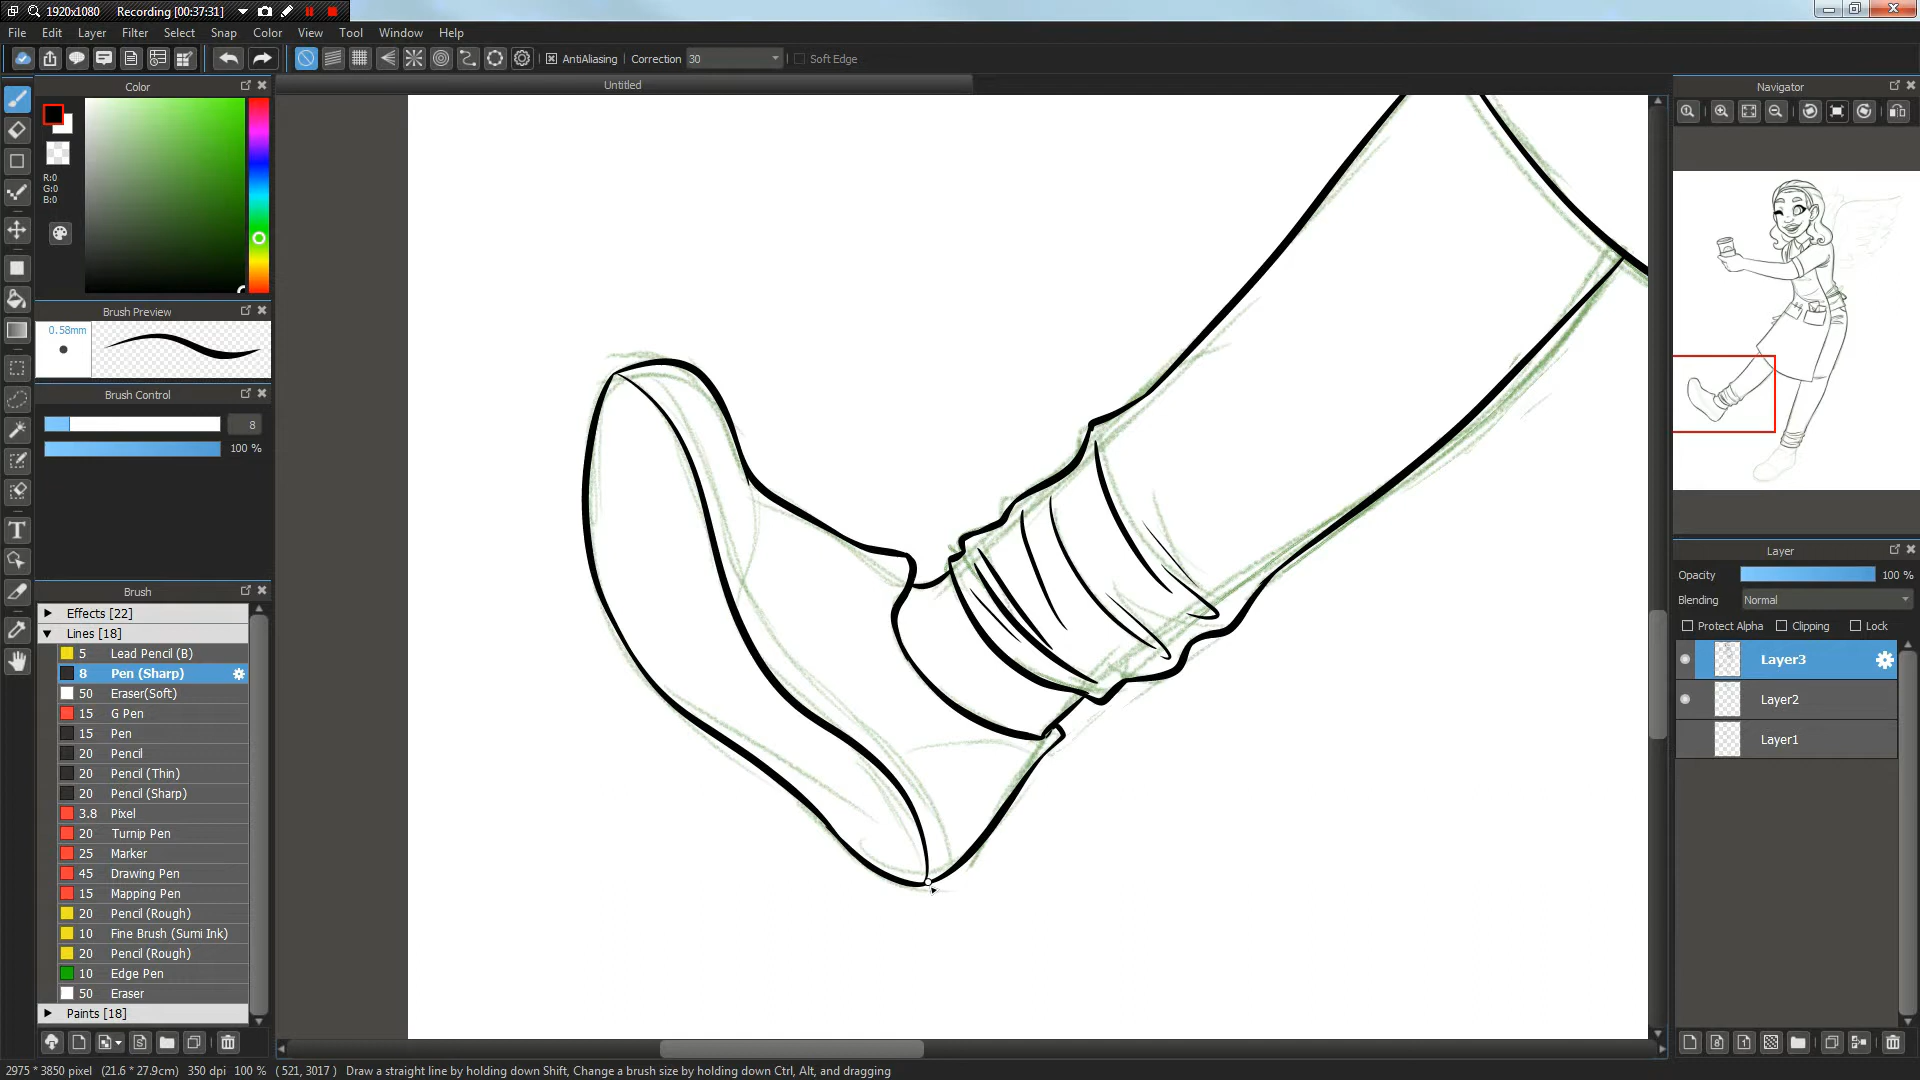 1920x1080 Recording [00:37:31]
File Edit Layer Filter Select Snap Color View Tool Window Help
AntiAliasing Correction 30 Soft Edge
Color
Untitled
Navigator
R:0
G:0
B:0
Brush Preview
0.58mm
Brush Control
8
100 %
Brush
Effects [22]
Lines [18]
5 Lead Pencil (B)
8 Pen (Sharp)
50 Eraser(Soft)
15 G Pen
15 Pen
20 Pencil
20 Pencil (Thin)
20 Pencil (Sharp)
3.8 Pixel
20 Turnip Pen
25 Marker
45 Drawing Pen
15 Mapping Pen
20 Pencil (Rough)
10 Fine Brush (Sumi Ink)
20 Pencil (Rough)
10 Edge Pen
50 Eraser
Paints [18]
Layer
Opacity 100 %
Blending Normal
Protect Alpha Clipping Lock
Layer3
Layer2
Layer1
2975 * 3850 pixel (21.6 * 27.9cm) 350 dpi 100 % ( 521, 3017 ) Draw a straight line by holding down Shift, Change a brush size by holding down Ctrl, Alt, and dragging